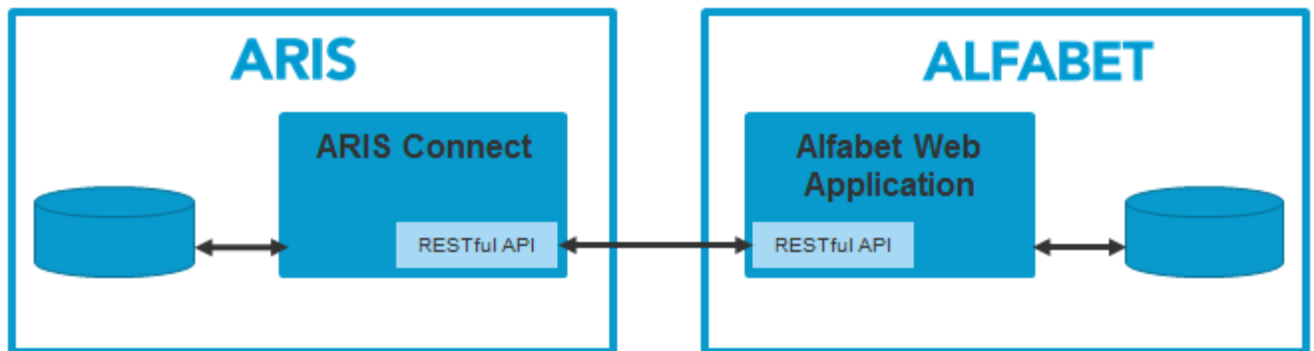 ARIS
ALFABET
ARIS Connect
Alfabet Web
Application
RESTful API
RESTful API